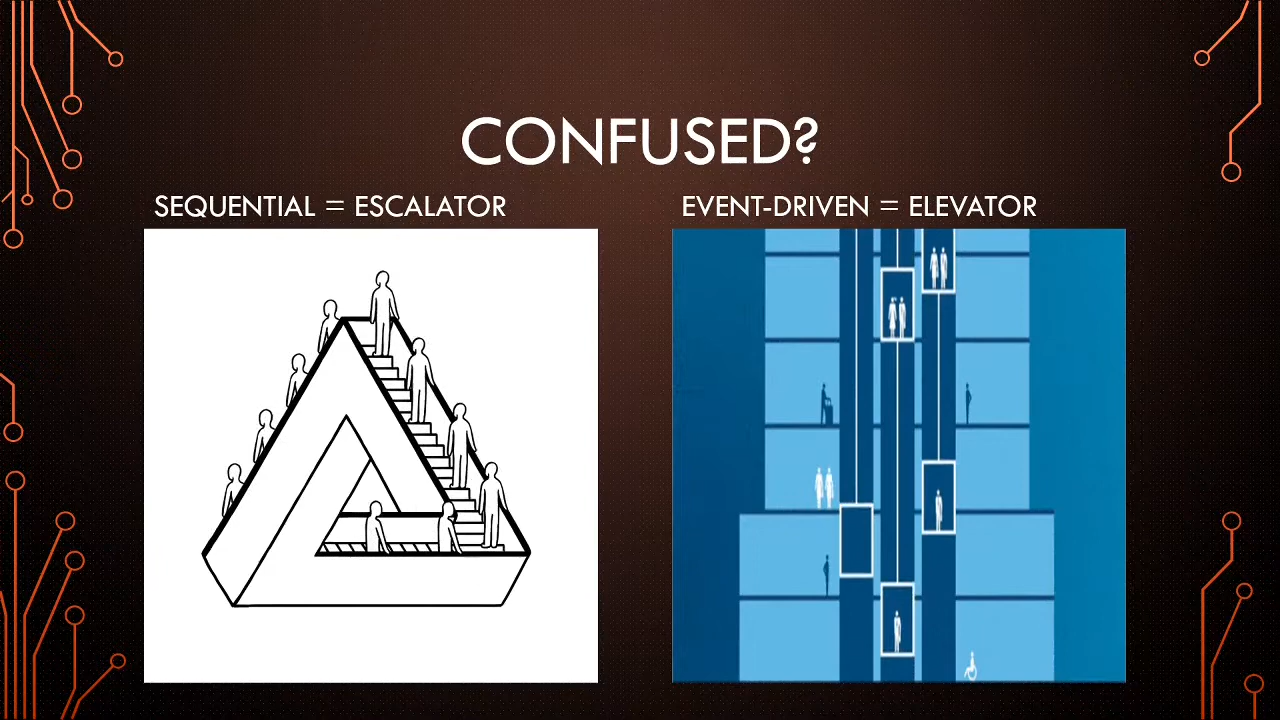 CONFUSED?
SEQUENTIAL = ESCALATOR
EVENT-DRIVEN = ELEVATOR